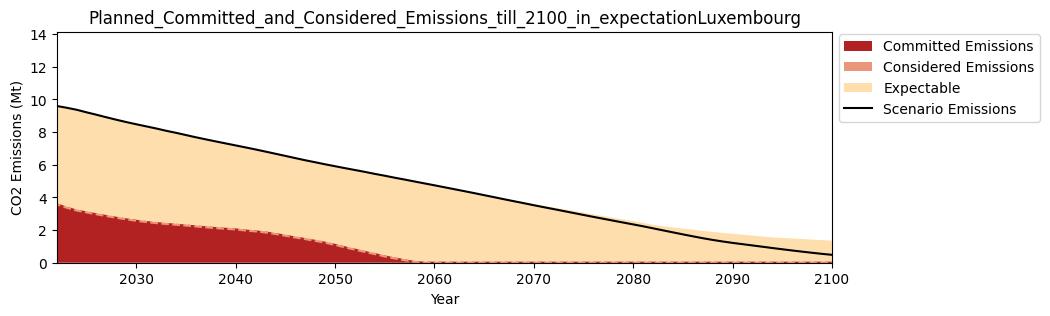 Planned_Committed_and_Considered_Emissions_till_2100_in_expectationLuxembourg
CO2 Emissions (Mt)
14
12
10
8
6
4
2
0
2030
2040
2050
2060
2070
2080
2090
2100
Year
Committed Emissions
Considered Emissions
Expectable
Scenario Emissions